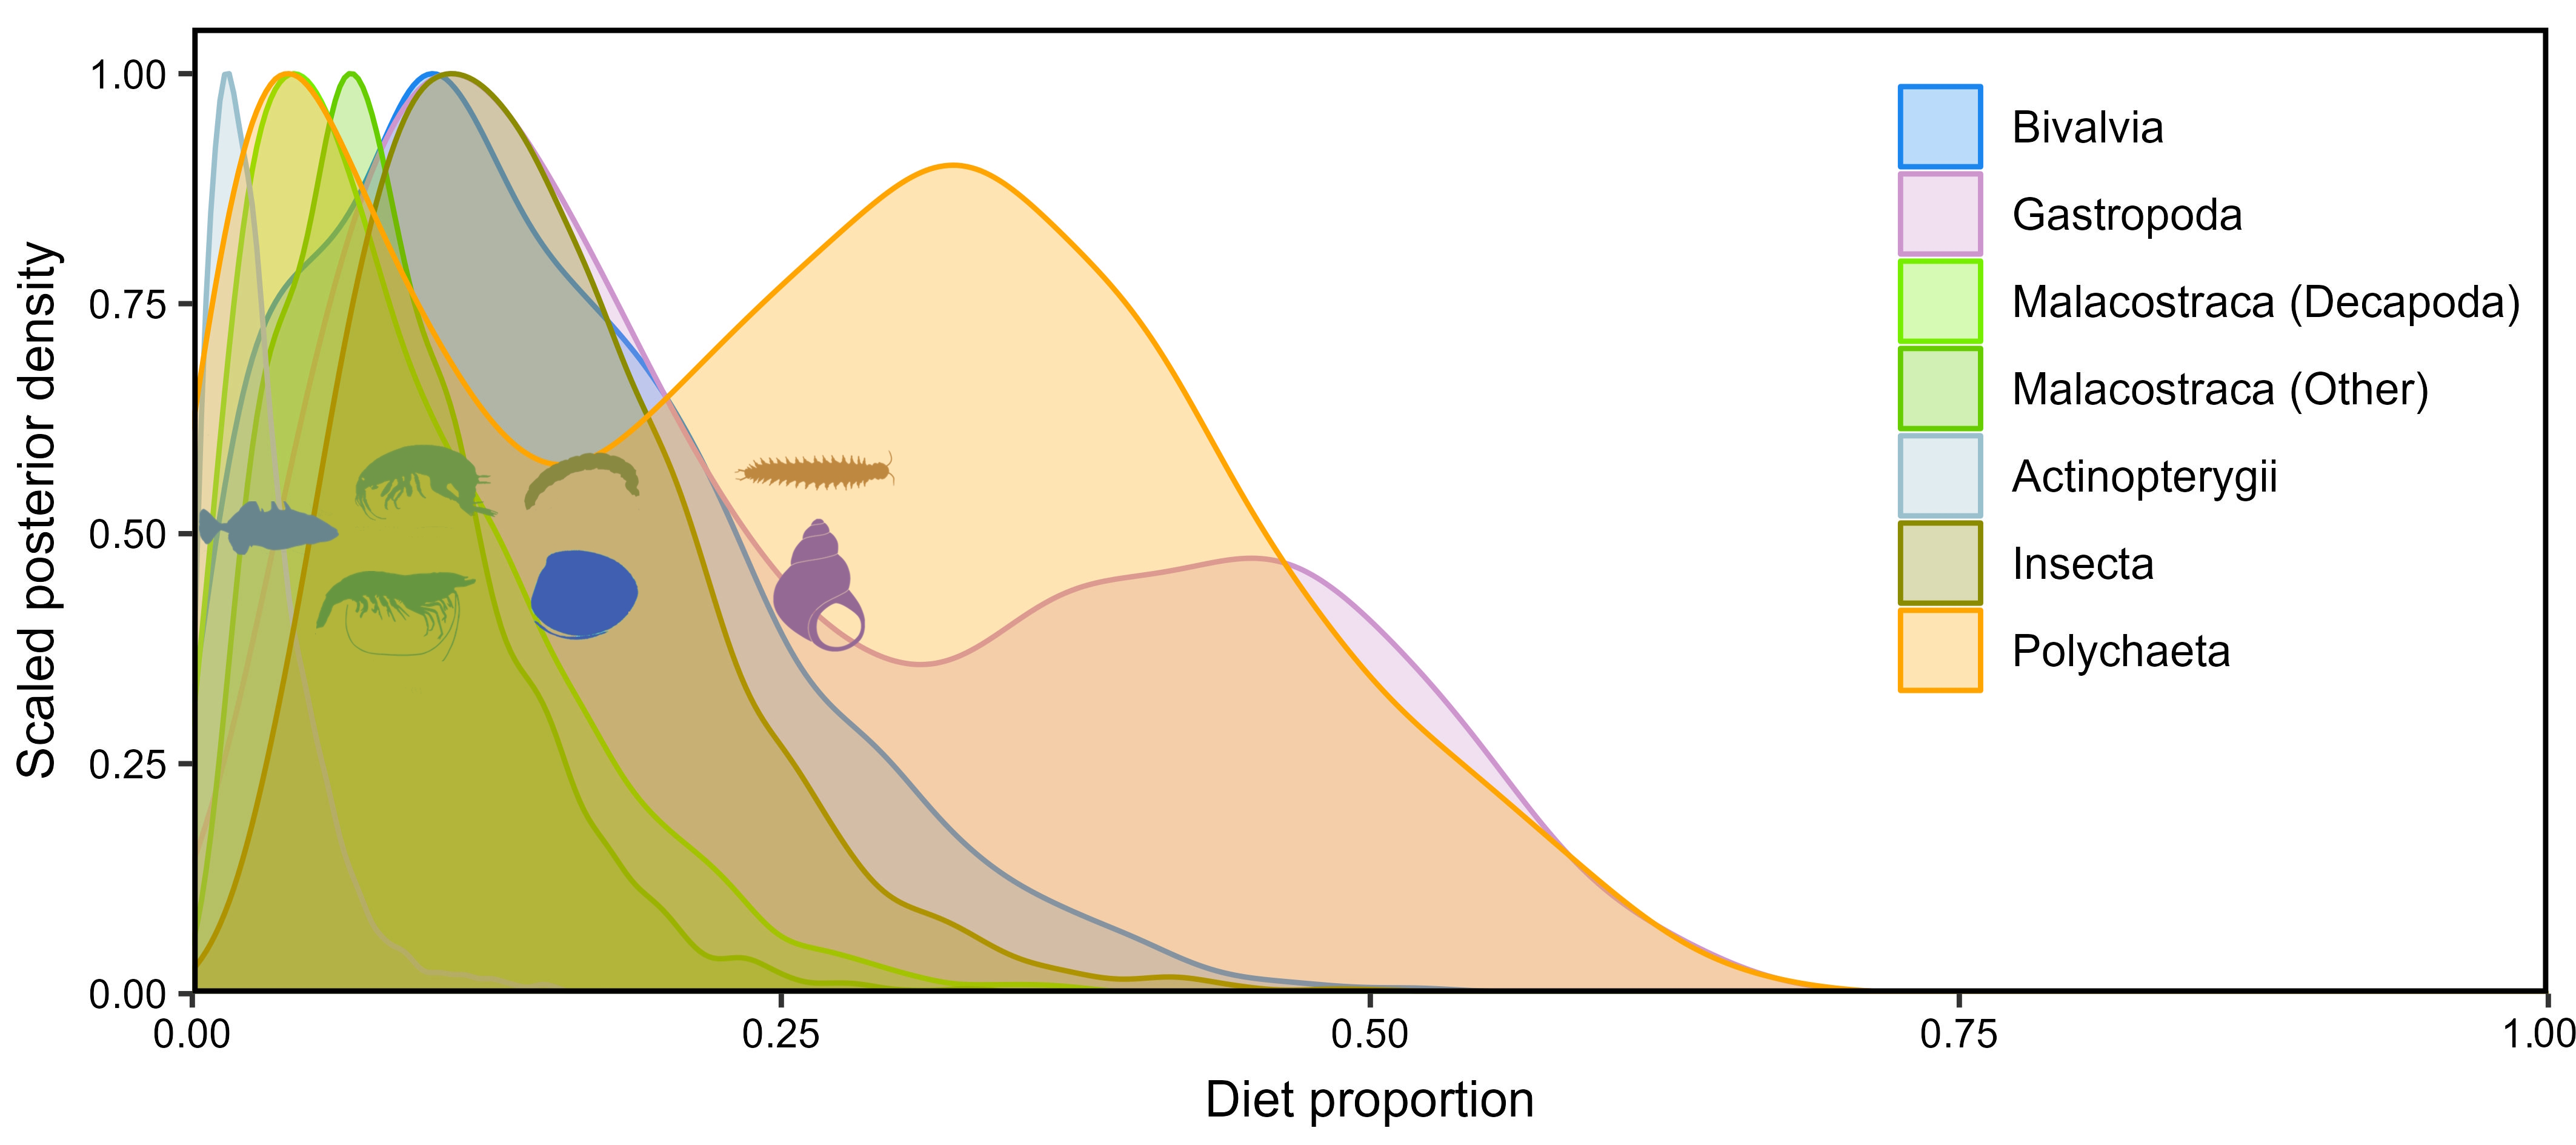 Scaled posterior density
1.00
0.75
0.50
0.25
0.00
0.00
0.25
0.50
0.75
1.00
Diet proportion
Bivalvia
Gastropoda
Malacostraca (Decapoda)
Malacostraca (Other)
Actinopterygii
Insecta
Polychaeta